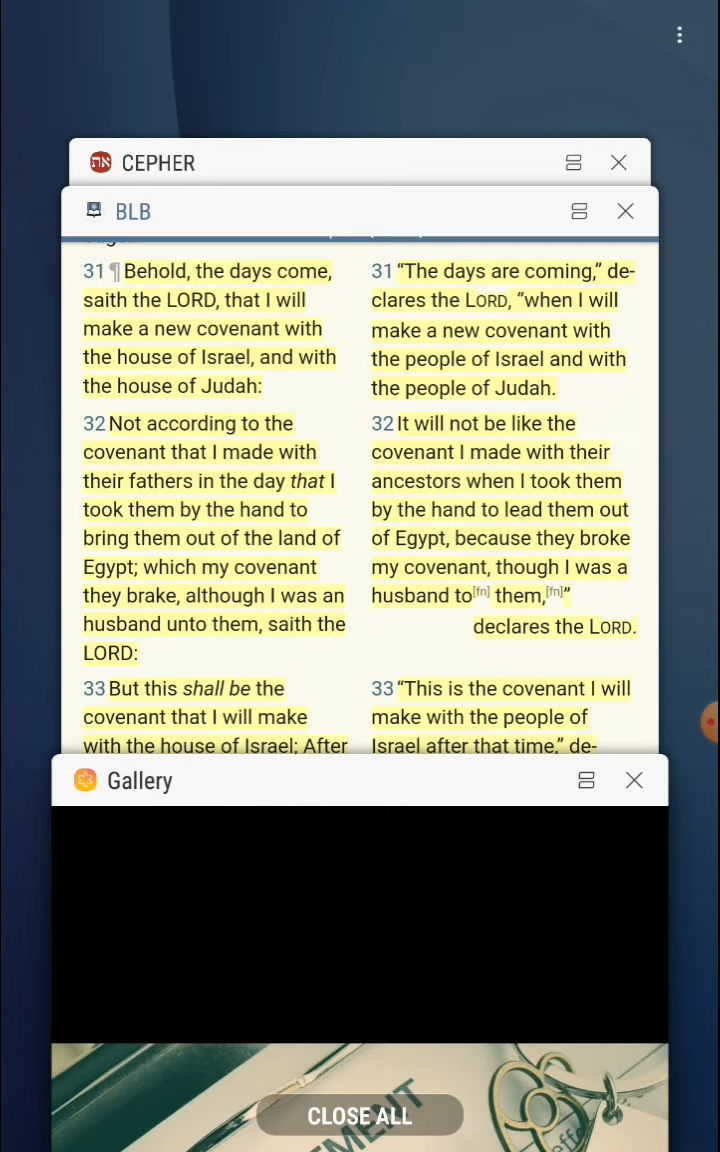 את CEPHER
BLB
31 ¶ Behold, the days come,
saith the LORD, that I will
make a new covenant with
the house of Israel, and with
the house of Judah:
32 Not according to the
covenant that I made with
their fathers in the day that I
took them by the hand to
bring them out of the land of
Egypt; which my covenant
they brake, although I was an
husband unto them, saith the
LORD:
33 But this shall be the
covenant that I will make
with the house of Israel; After
31 “The days are coming,” de-
clares the LORD, “when I will
make a new covenant with
the people of Israel and with
the people of Judah.
32 It will not be like the
covenant I made with their
ancestors when I took them
by the hand to lead them out
of Egypt, because they broke
my covenant, though I was a
husband to[fn] them,[fn]”
declares the LORD.
33 “This is the covenant I will
make with the people of
Israel after that time,” de-
Gallery
CLOSE ALL